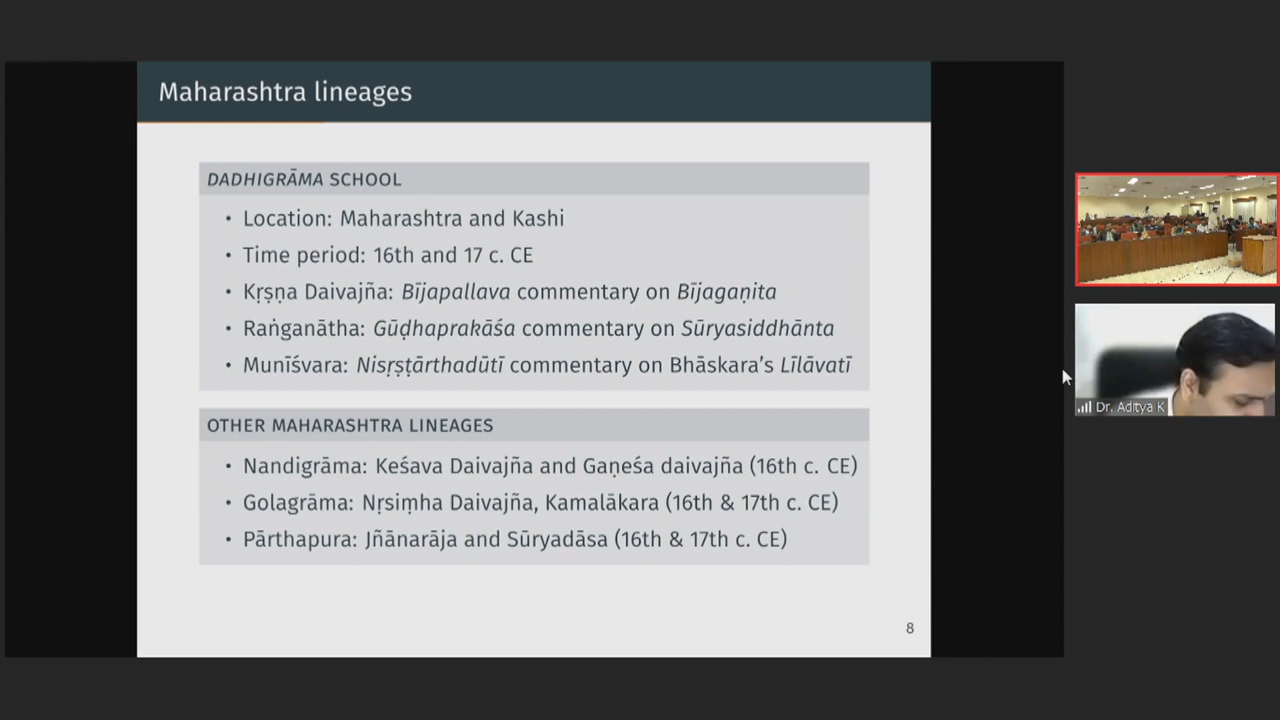 Maharashtra lineages
DADHIGRĀMA SCHOOL
• Location: Maharashtra and Kashi
• Time period: 16th and 17 c. CE
• Kṛṣṇa Daivajña: Bījapallava commentary on Bījagaṇita
• Raṅganātha: Gūḍhaprakāśa commentary on Sūryasiddhānta
• Munīśvara: Nisṛṣṭārthadūtī commentary on Bhāskara’s Līlāvatī
OTHER MAHARASHTRA LINEAGES
• Nandigrāma: Keśava Daivajña and Gaṇeśa daivajña (16th c. CE)
• Golagrāma: Nṛsiṃha Daivajña, Kamalākara (16th & 17th c. CE)
• Pārthapura: Jñānarāja and Sūryadāsa (16th & 17th c. CE)
8
Dr. Aditya K